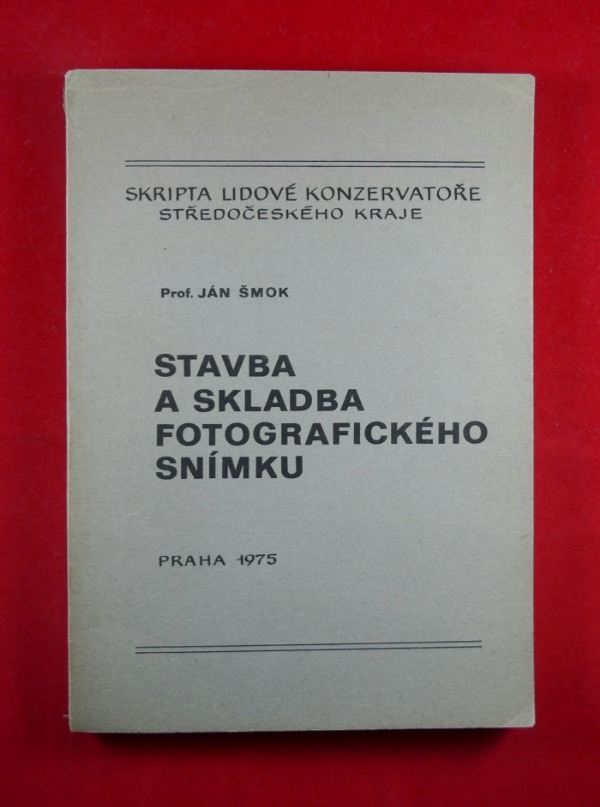 SKRIPTA LIDOVÉ KONZERVATOŘE
STŘEDOČESKÉHO KRAJE
Prof. JÁN ŠMOK
STAVBA
A SKLADBA
FOTOGRAFICKÉHO
SNÍMKU
PRAHA 1975